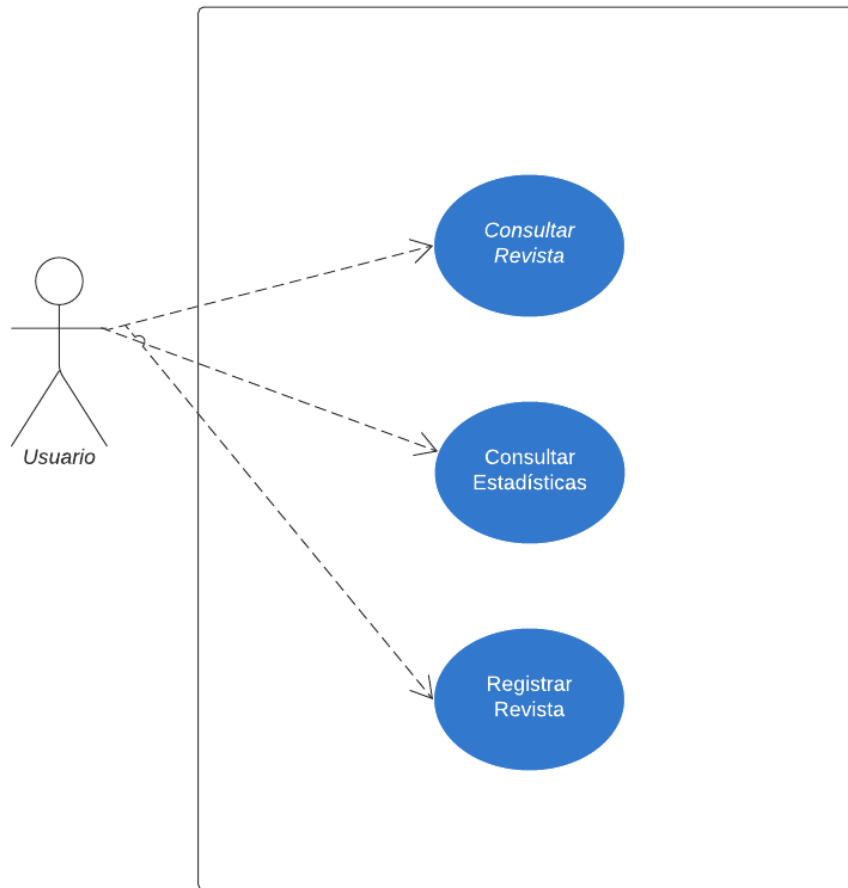 Consultar
Revista
Usuario
Consultar
Estadísticas
Registrar
Revista